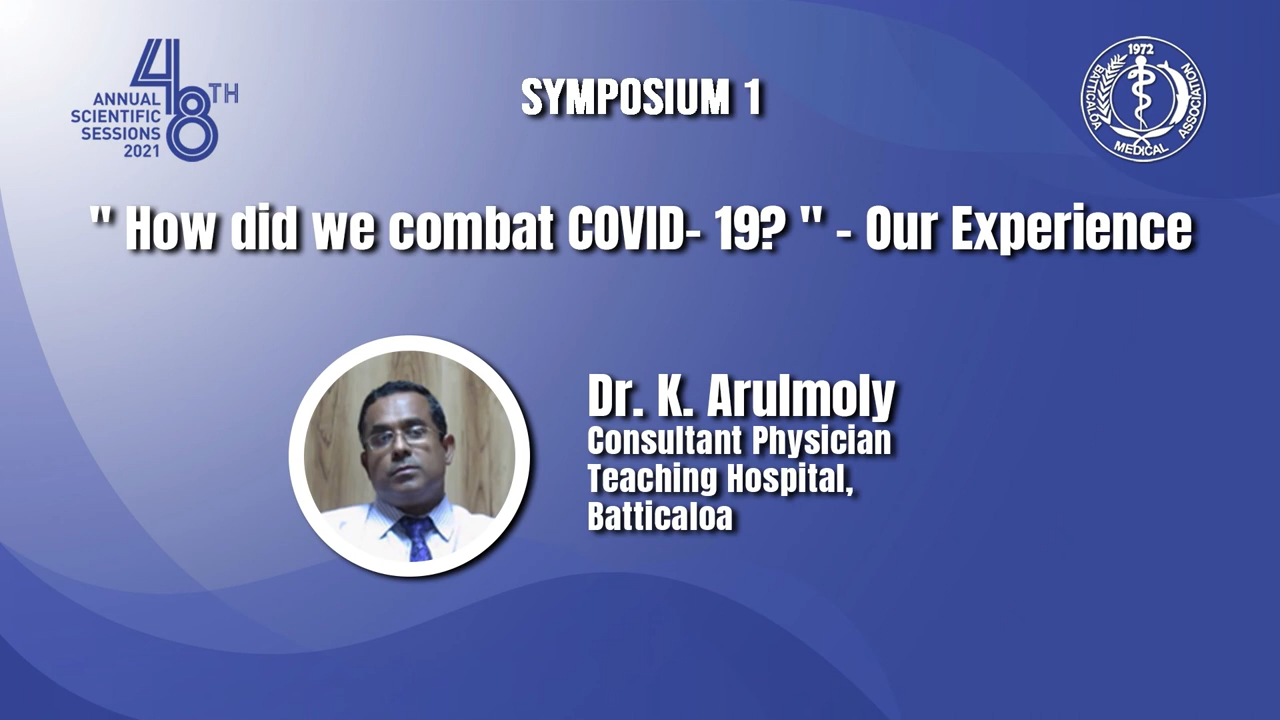 48TH
ANNUAL
SCIENTIFIC
SESSIONS
2021
SYMPOSIUM 1
1972
BATTICALOA
MEDICAL
ASSOCIATION
" How did we combat COVID- 19? " - Our Experience
Dr. K. Arulmoly
Consultant Physician
Teaching Hospital,
Batticaloa